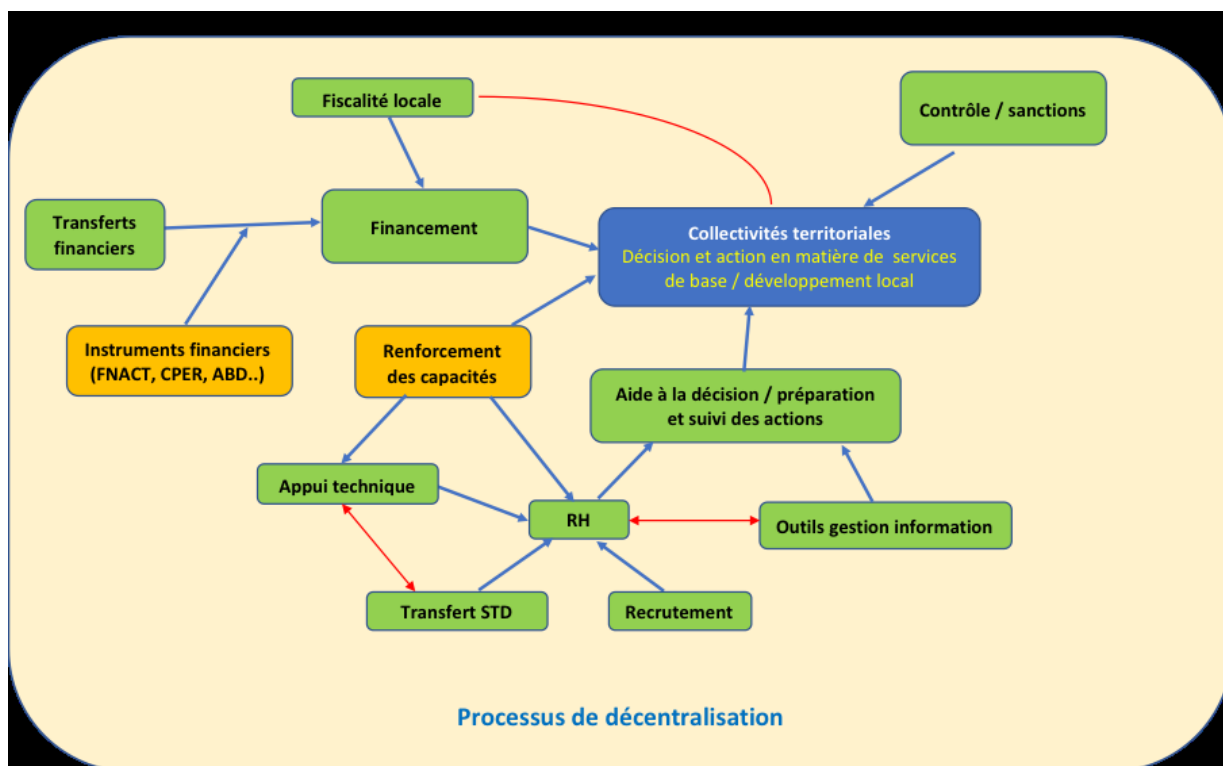 Fiscalité locale
Contrôle / sanctions
Transferts
financiers
Financement
Collectivités territoriales
Décision et action en matière de services
de base / développement local
Instruments financiers
(FNACT, CPER, ABD..)
Renforcement
des capacités
Aide à la décision / préparation
et suivi des actions
Appui technique
RH
Outils gestion information
Transfert STD
Recrutement
Processus de décentralisation